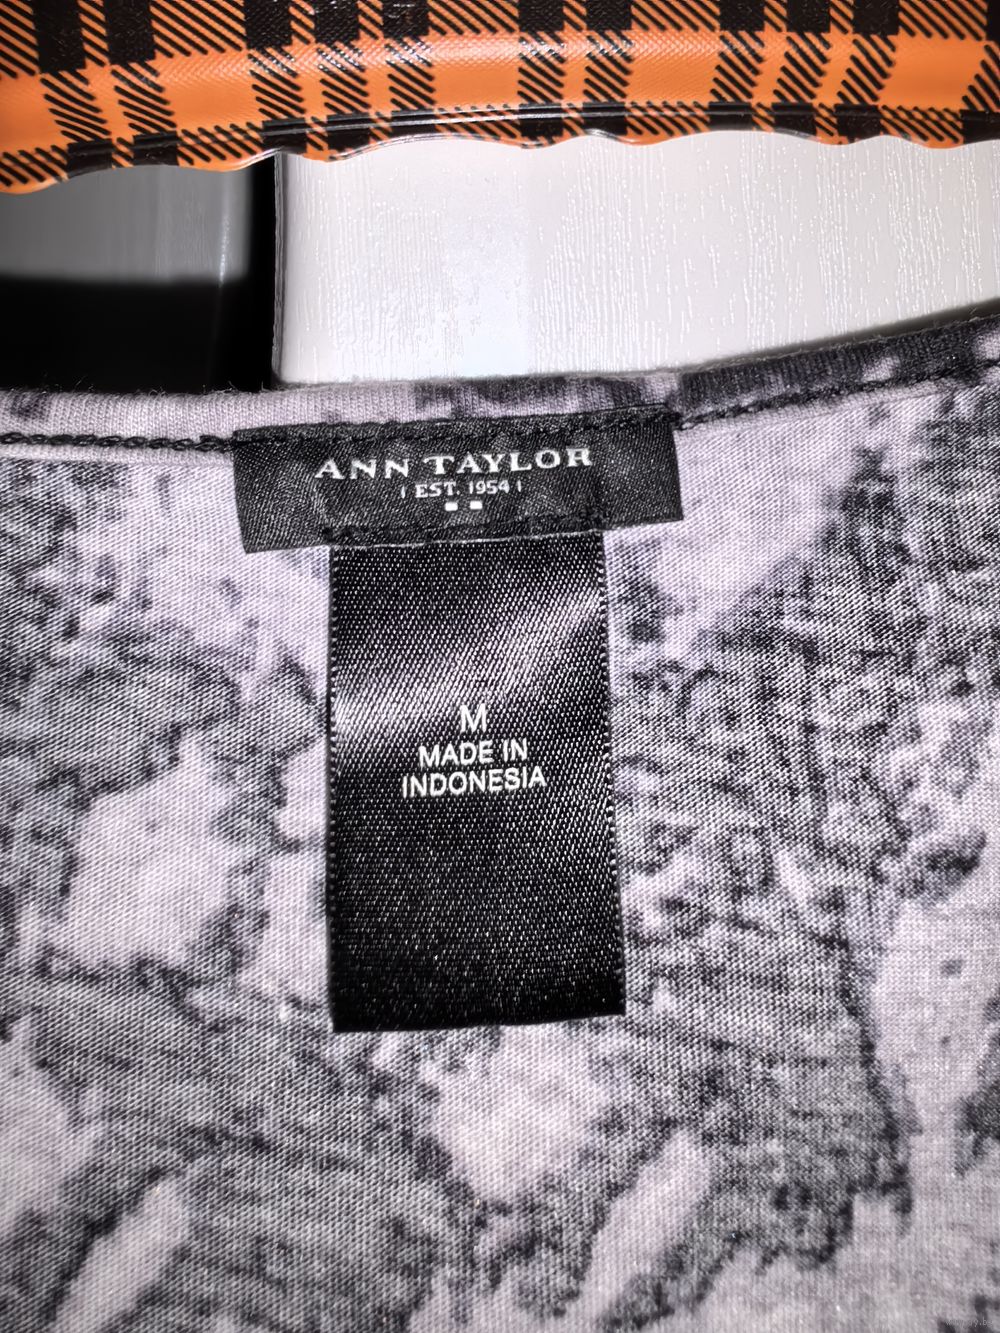 ANN TAYLOR
EST. 1954
M
MADE IN
INDONESIA